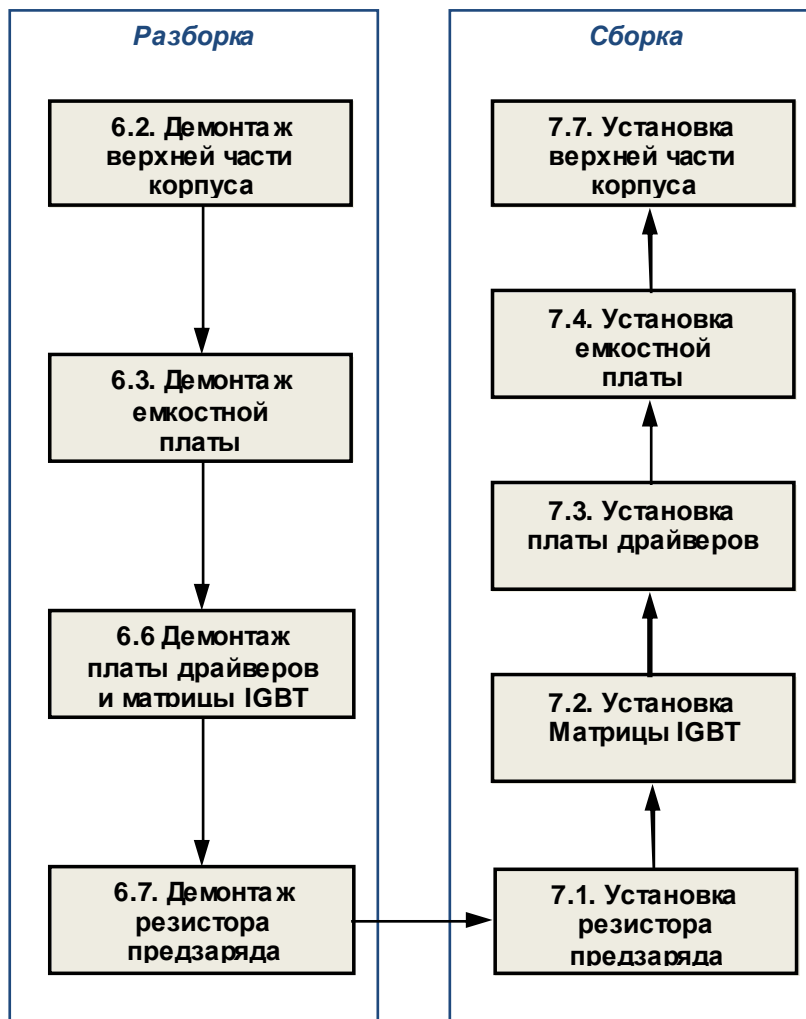 Разборка
6.2. Демонтаж
верхней части
корпуса
6.3. Демонтаж
емкостной
платы
6.6 Демонтаж
платы драйверов
и матрицы IGBT
6.7. Демонтаж
резистора
предзаряда
Сборка
7.7. Установка
верхней части
корпуса
7.4. Установка
емкостной
платы
7.3. Установка
платы драйверов
7.2. Установка
Матрицы IGBT
7.1. Установка
резистора
предзаряда